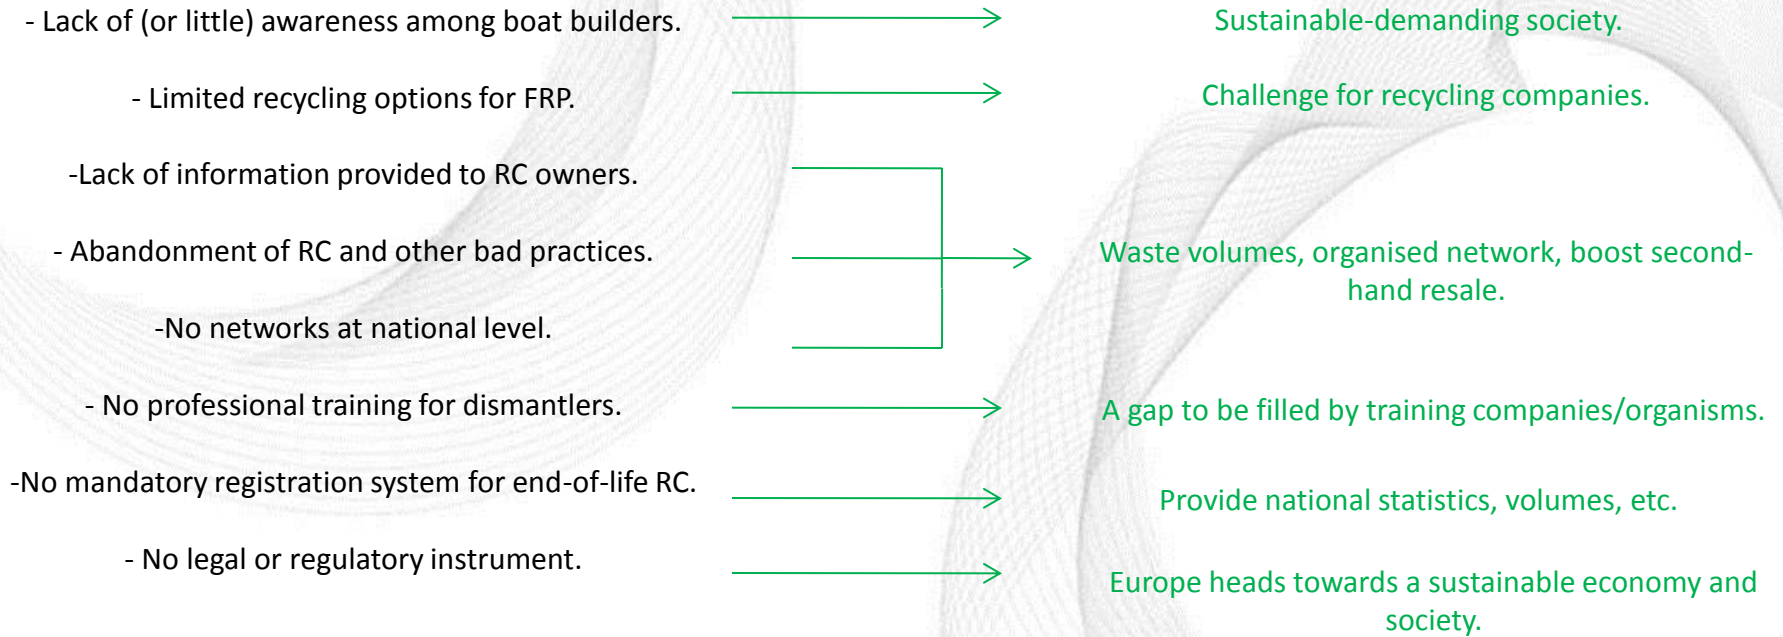 - Lack of (or little) awareness among boat builders.
Sustainable-demanding society.
- Limited recycling options for FRP.
Challenge for recycling companies.
-Lack of information provided to RC owners.
- Abandonment of RC and other bad practices.
-No networks at national level.
Waste volumes, organised network, boost second-
hand resale.
- No professional training for dismantlers.
A gap to be filled by training companies/organisms.
-No mandatory registration system for end-of-life RC.
Provide national statistics, volumes, etc.
- No legal or regulatory instrument.
Europe heads towards a sustainable economy and
society.